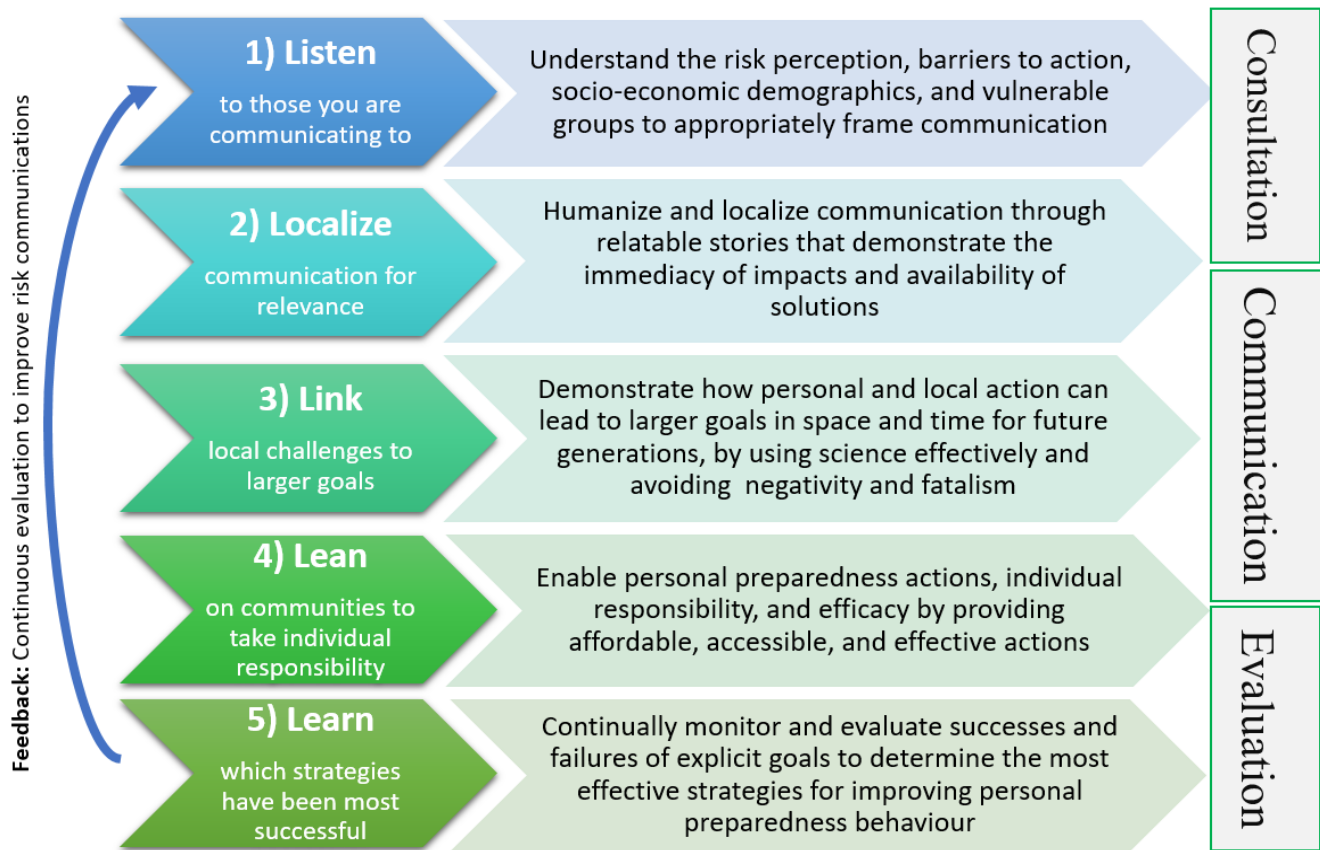 Feedback: Continuous evaluation to improve risk communications
1) Listen
to those you are
communicating to
Understand the risk perception, barriers to action,
socio-economic demographics, and vulnerable
groups to appropriately frame communication
2) Localize
communication for
relevance
Humanize and localize communication through
relatable stories that demonstrate the
immediacy of impacts and availability of
solutions
3) Link
local challenges to
larger goals
Demonstrate how personal and local action can
lead to larger goals in space and time for future
generations, by using science effectively and
avoiding  negativity and fatalism
4) Lean
on communities to
take individual
responsibility
Enable personal preparedness actions, individual
responsibility, and efficacy by providing
affordable, accessible, and effective actions
5) Learn
which strategies
have been most
successful
Continually monitor and evaluate successes and
failures of explicit goals to determine the most
effective strategies for improving personal
preparedness behaviour
Consultation
Communication
Evaluation